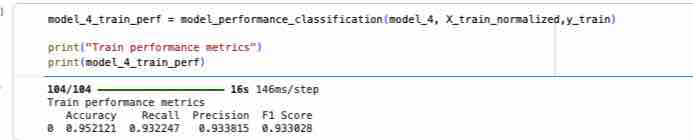 model_4_train_perf = model_performance_classification(model_4, X_train_normalized,y_train)
print("Train performance metrics")
print(model_4_train_perf)
104/104 ━━━━━━━━━━━━━━━━━━━━ 16s 146ms/step
Train performance metrics
Accuracy Recall Precision F1 Score
0 0.952121 0.932247 0.933815 0.933028